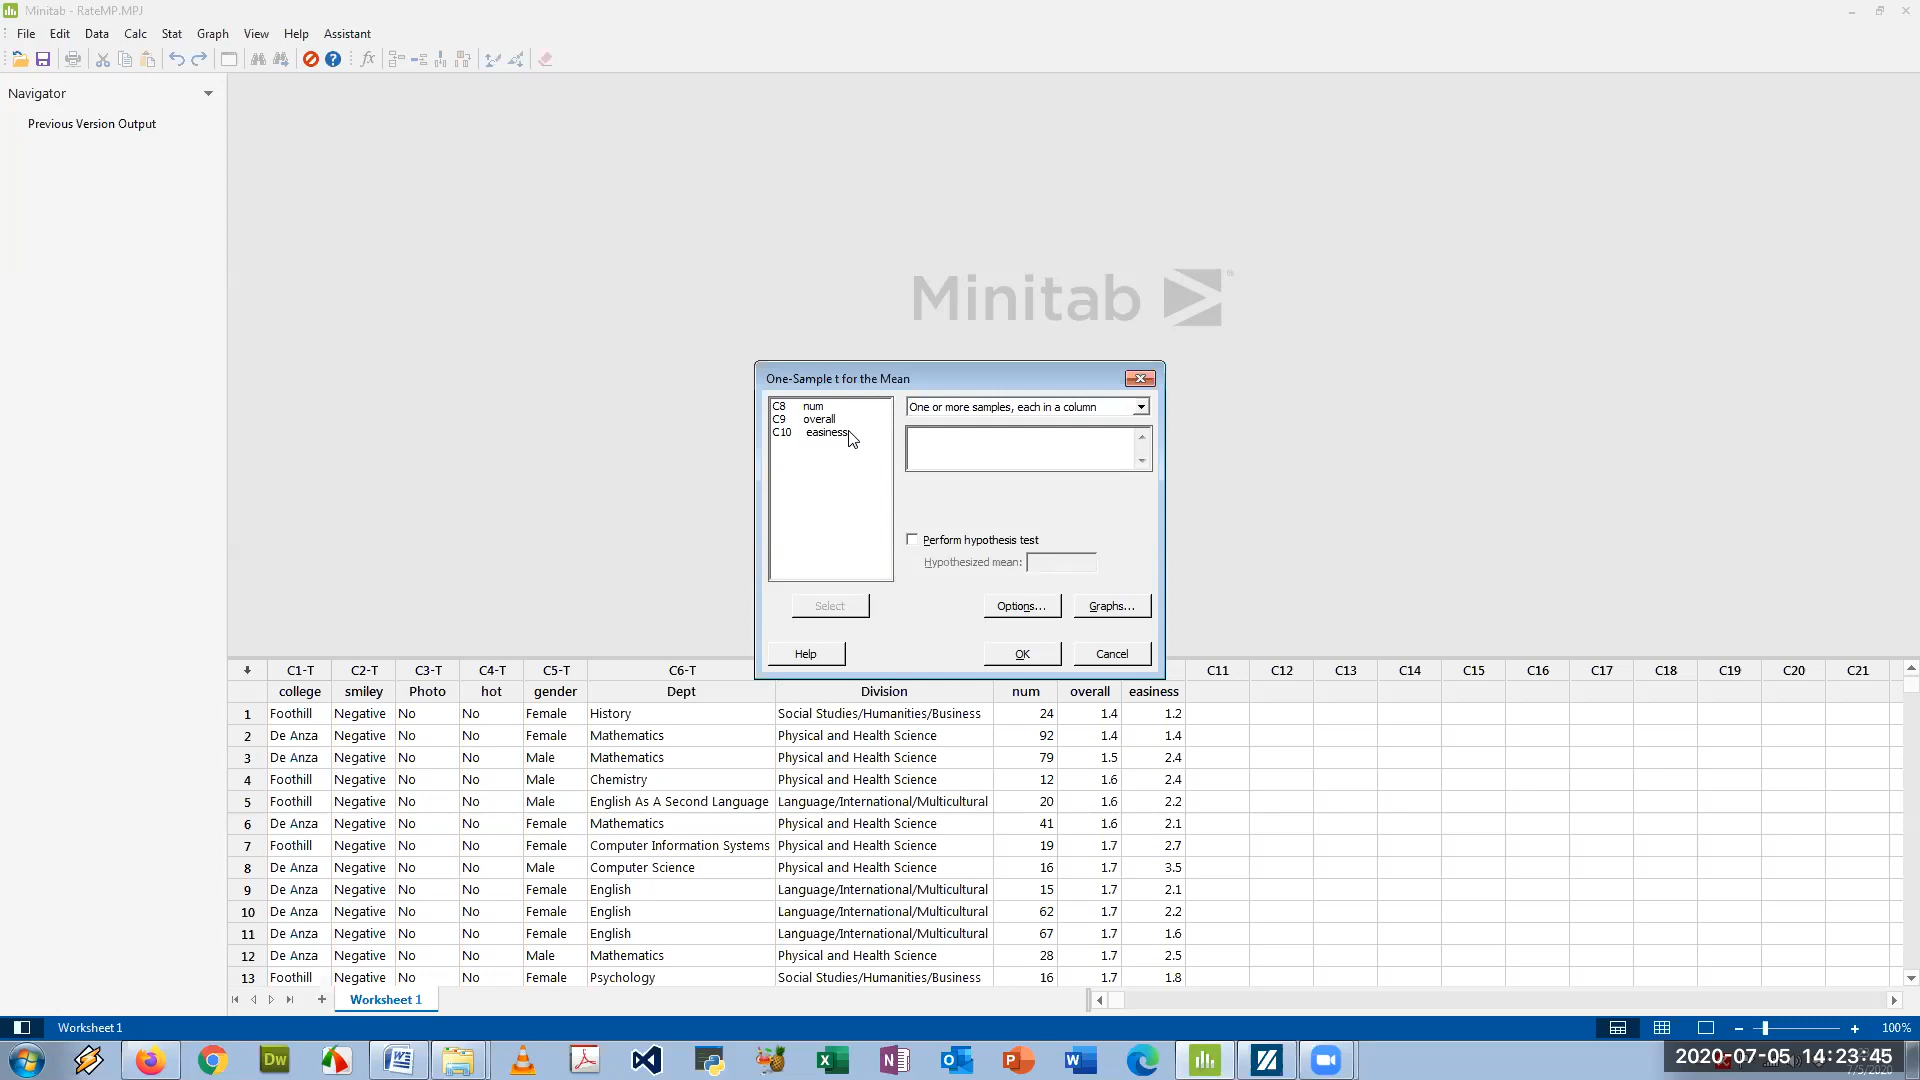 Minitab - RateMP.MPJ
File Edit Data Calc Stat Graph View Help Assistant
Navigator
Previous Version Output
Minitab
One-Sample t for the Mean
C8 num
C9 overall
C10 easiness
One or more samples, each in a column
Perform hypothesis test
Hypothesized mean:
Select
Options...
Graphs...
Help
OK
Cancel
C1-T C2-T C3-T C4-T C5-T C6-T C11 C12 C13 C14 C15 C16 C17 C18 C19 C20 C21
college smiley Photo hot gender Dept Division num overall easiness
1 Foothill Negative No No Female History Social Studies/Humanities/Business 24 1.4 1.2
2 De Anza Negative No No Female Mathematics Physical and Health Science 92 1.4 1.4
3 De Anza Negative No No Male Mathematics Physical and Health Science 79 1.5 2.4
4 Foothill Negative No No Male Chemistry Physical and Health Science 12 1.6 2.4
5 Foothill Negative No No Male English As A Second Language Language/International/Multicultural 20 1.6 2.2
6 De Anza Negative No No Female Mathematics Physical and Health Science 41 1.6 2.1
7 Foothill Negative No No Female Computer Information Systems Physical and Health Science 19 1.7 2.7
8 De Anza Negative No No Male Computer Science Physical and Health Science 16 1.7 3.5
9 De Anza Negative No No Female English Language/International/Multicultural 15 1.7 2.1
10 De Anza Negative No No Female English Language/International/Multicultural 62 1.7 2.2
11 De Anza Negative No No Female English Language/International/Multicultural 67 1.7 1.6
12 De Anza Negative No No Male Mathematics Physical and Health Science 28 1.7 2.5
13 Foothill Negative No No Female Psychology Social Studies/Humanities/Business 16 1.7 1.8
Worksheet 1
Worksheet 1
100%
2020-07-05 14:23:45
7/5/2020